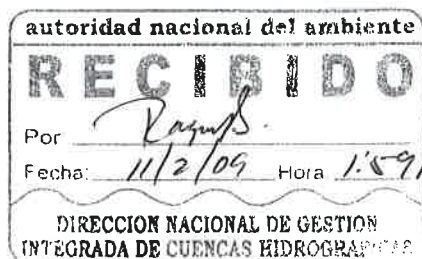 autoridad nacional del ambiente
RECIBIDO
Por
Fecha: 11/2/09 Hora 1:59
DIRECCION NACIONAL DE GESTION
INTEGRADA DE CUENCAS HIDROGRAFICAS